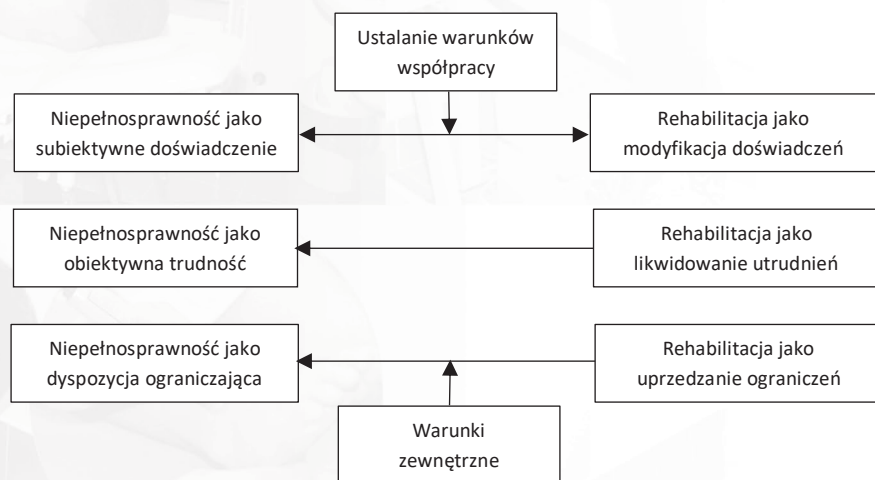 Ustalanie warunków
współpracy
Niepełnosprawność jako
subiektywne doświadczenie
Rehabilitacja jako
modyfikacja doświadczeń
Niepełnosprawność jako
obiektywna trudność
Rehabilitacja jako
likwidowanie utrudnień
Niepełnosprawność jako
dyspozycja ograniczająca
Rehabilitacja jako
uprzedzanie ograniczeń
Warunki
zewnętrzne